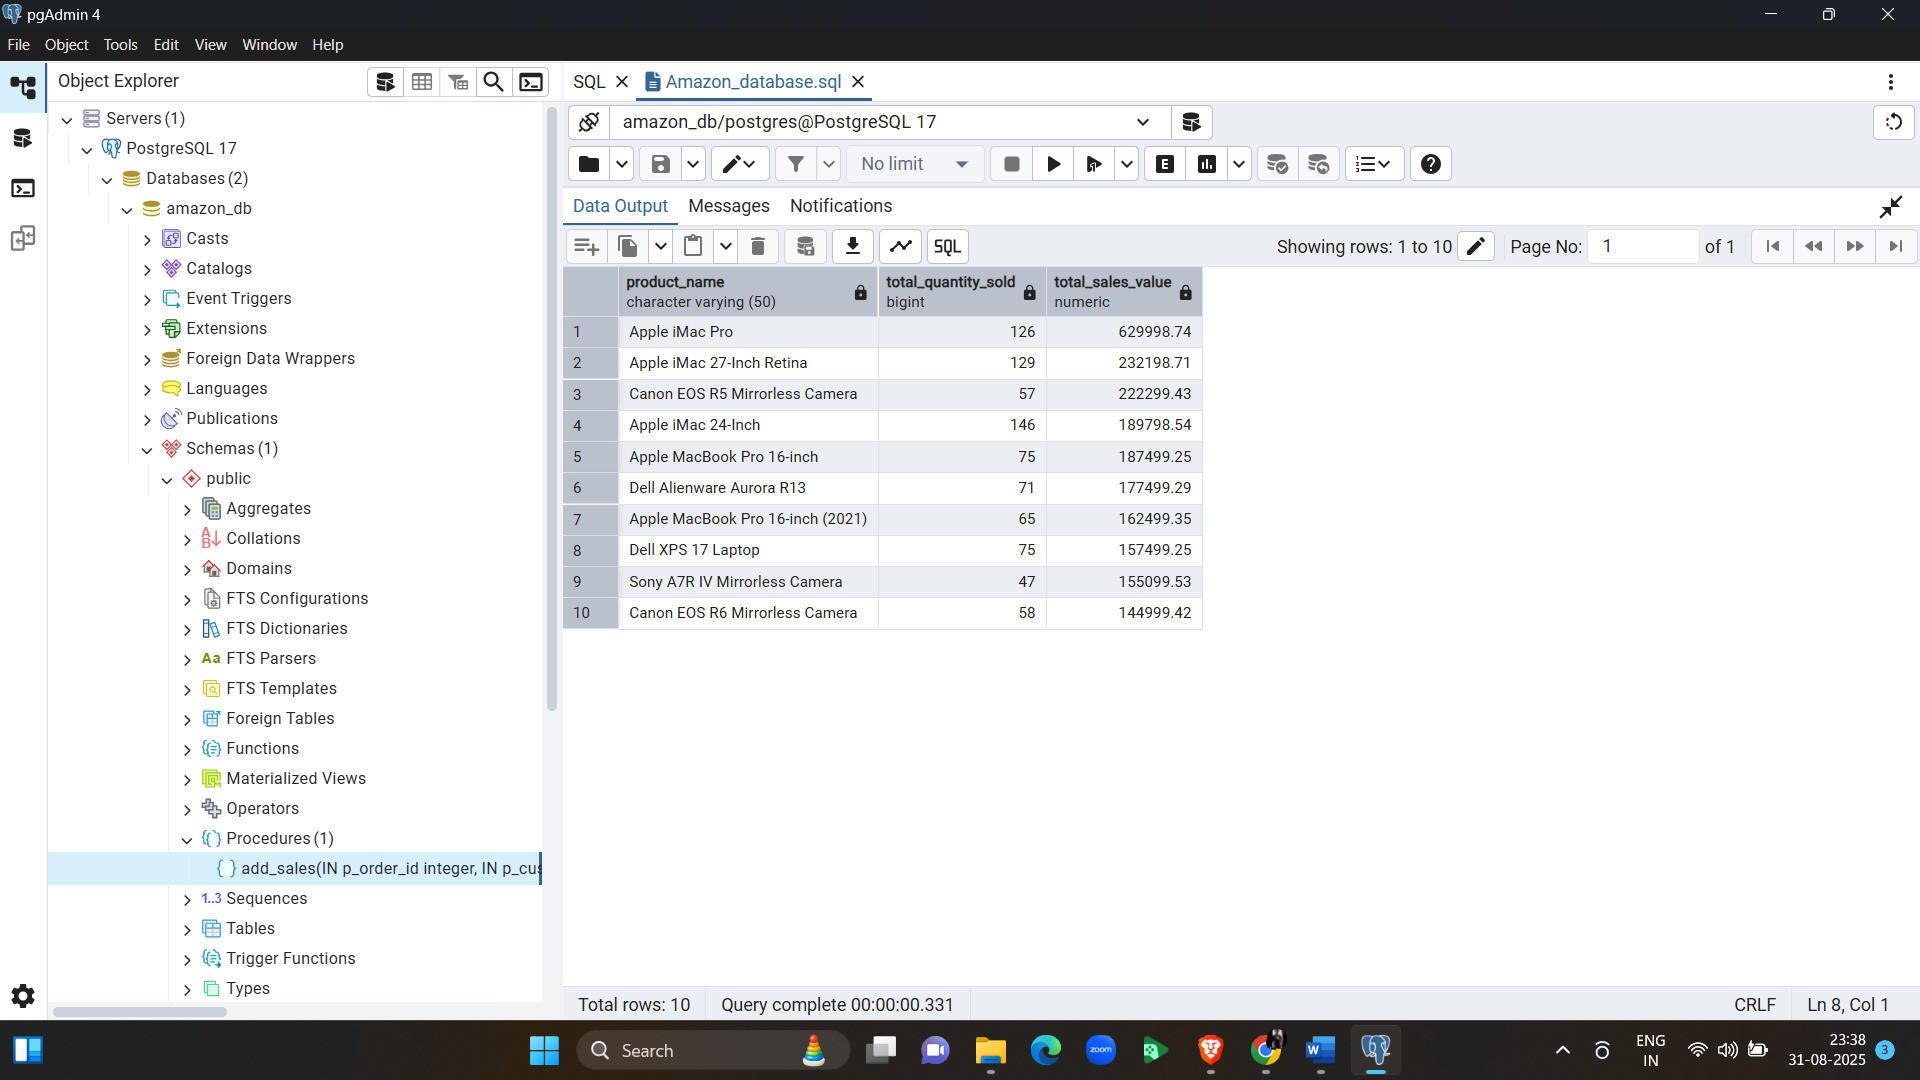 pgAdmin 4
File Object Tools Edit View Window Help
Object Explorer
SQL Amazon_database.sql
Servers (1)
PostgreSQL 17
Databases (2)
amazon_db
Casts
Catalogs
Event Triggers
Extensions
Foreign Data Wrappers
Languages
Publications
Schemas (1)
public
Aggregates
Collations
Domains
FTS Configurations
FTS Dictionaries
Aa FTS Parsers
FTS Templates
Foreign Tables
Functions
Materialized Views
Operators
Procedures (1)
add_sales(IN p_order_id integer, IN p_cus
1..3 Sequences
Tables
Trigger Functions
Types
amazon_db/postgres@PostgreSQL 17
No limit
E
Data Output Messages Notifications
SQL Showing rows: 1 to 10 Page No: 1 of 1
product_name total_quantity_sold total_sales_value
character varying (50) bigint numeric
1 Apple iMac Pro 126 629998.74
2 Apple iMac 27-Inch Retina 129 232198.71
3 Canon EOS R5 Mirrorless Camera 57 222299.43
4 Apple iMac 24-Inch 146 189798.54
5 Apple MacBook Pro 16-inch 75 187499.25
6 Dell Alienware Aurora R13 71 177499.29
7 Apple MacBook Pro 16-inch (2021) 65 162499.35
8 Dell XPS 17 Laptop 75 157499.25
9 Sony A7R IV Mirrorless Camera 47 155099.53
10 Canon EOS R6 Mirrorless Camera 58 144999.42
Total rows: 10 Query complete 00:00:00.331 CRLF Ln 8, Col 1
Search zoom W ENG
IN
23:38
31-08-2025
3